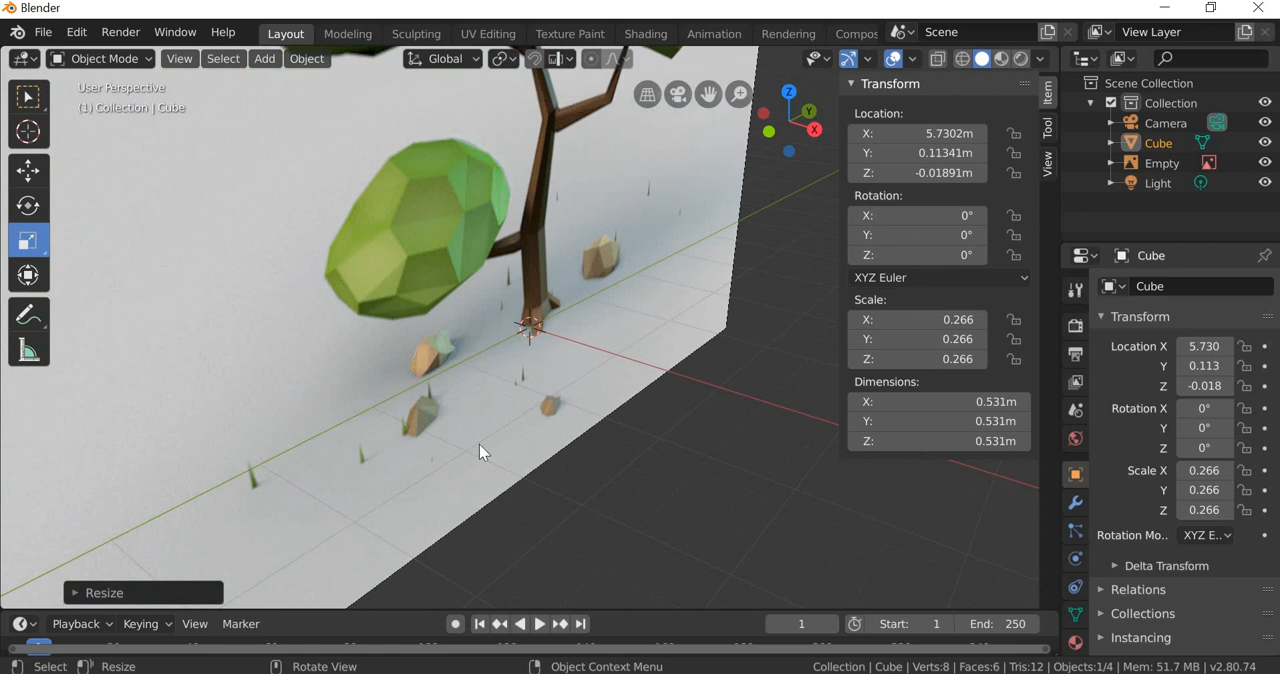 Blender
File Edit Render Window Help Layout Modeling Sculpting UV Editing Texture Paint Shading Animation Rendering Compos Scene View Layer
Object Mode View Select Add Object Global
User Perspective
(1) Collection | Cube
Z
Y
X
Transform
Location:
X: 5.7302m
Y: 0.11341m
Z: -0.01891m
Rotation:
X: 0°
Y: 0°
Z: 0°
XYZ Euler
Scale:
X: 0.266
Y: 0.266
Z: 0.266
Dimensions:
X: 0.531m
Y: 0.531m
Z: 0.531m
Item
Tool
View
Scene Collection
Collection
Camera
Cube
Empty
Light
Cube
Cube
Transform
Location X 5.730
Y 0.113
Z -0.018
Rotation X 0°
Y 0°
Z 0°
Scale X 0.266
Y 0.266
Z 0.266
Rotation Mo.. XYZ E..
Delta Transform
Relations
Collections
Instancing
Resize
Playback Keying View Marker 1 Start: 1 End: 250
Select Resize Rotate View Object Context Menu Collection | Cube | Verts:8 | Faces:6 | Tris:12 | Objects:1/4 | Mem: 51.7 MB | v2.80.74